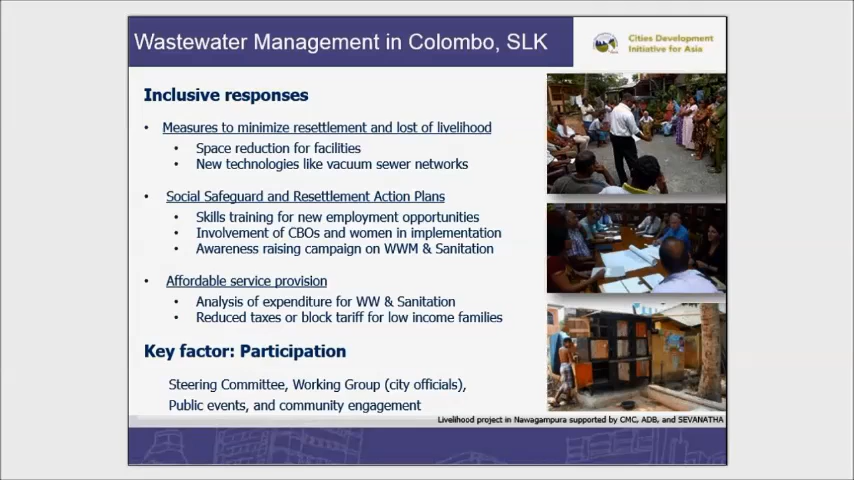 Wastewater Management in Colombo, SLK
Cities Development
Initiative for Asia
Inclusive responses
• Measures to minimize resettlement and lost of livelihood
• Space reduction for facilities
• New technologies like vacuum sewer networks
• Social Safeguard and Resettlement Action Plans
• Skills training for new employment opportunities
• Involvement of CBOs and women in implementation
• Awareness raising campaign on WWM & Sanitation
• Affordable service provision
• Analysis of expenditure for WW & Sanitation
• Reduced taxes or block tariff for low income families
Key factor: Participation
Steering Committee, Working Group (city officials),
Public events, and community engagement
Livelihood project in Nawagampura supported by CMC, ADB, and SEVANATHA